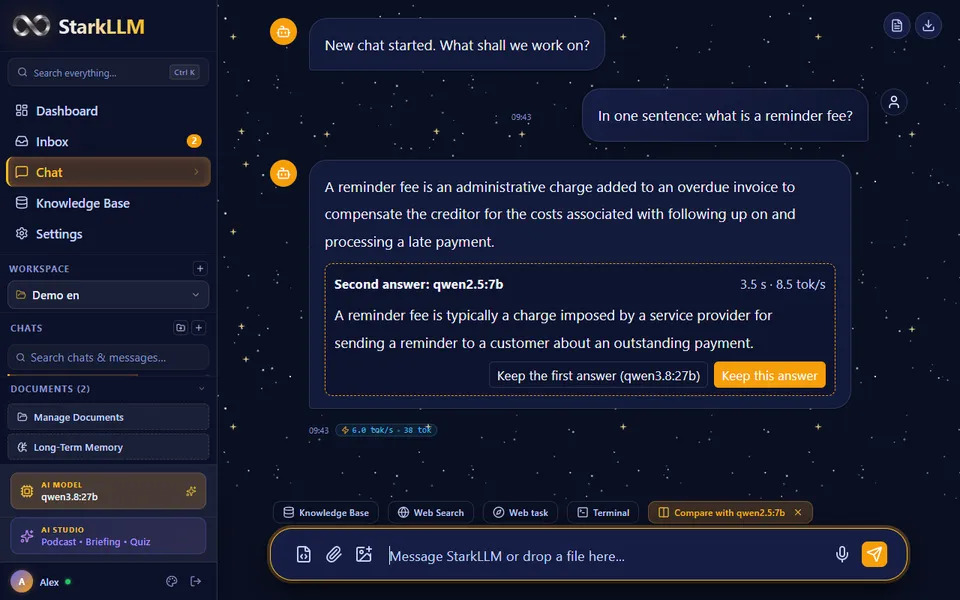 StarkLLM
Search everything...
Ctrl K
Dashboard
Inbox
2
Chat
Knowledge Base
Settings
WORKSPACE
Demo en
CHATS
Search chats & messages...
DOCUMENTS (2)
Manage Documents
Long-Term Memory
AI MODEL
qwen3.8:27b
AI STUDIO
Podcast • Briefing • Quiz
A
Alex
New chat started. What shall we work on?
09:43
In one sentence: what is a reminder fee?
A reminder fee is an administrative charge added to an overdue invoice to
compensate the creditor for the costs associated with following up on and
processing a late payment.
Second answer: qwen2.5:7b
3.5 s · 8.5 tok/s
A reminder fee is typically a charge imposed by a service provider for
sending a reminder to a customer about an outstanding payment.
Keep the first answer (qwen3.8:27b)
Keep this answer
09:43
6.0 tok/s · 38 tok
Knowledge Base
Web Search
Web task
Terminal
Compare with qwen2.5:7b
Message StarkLLM or drop a file here...